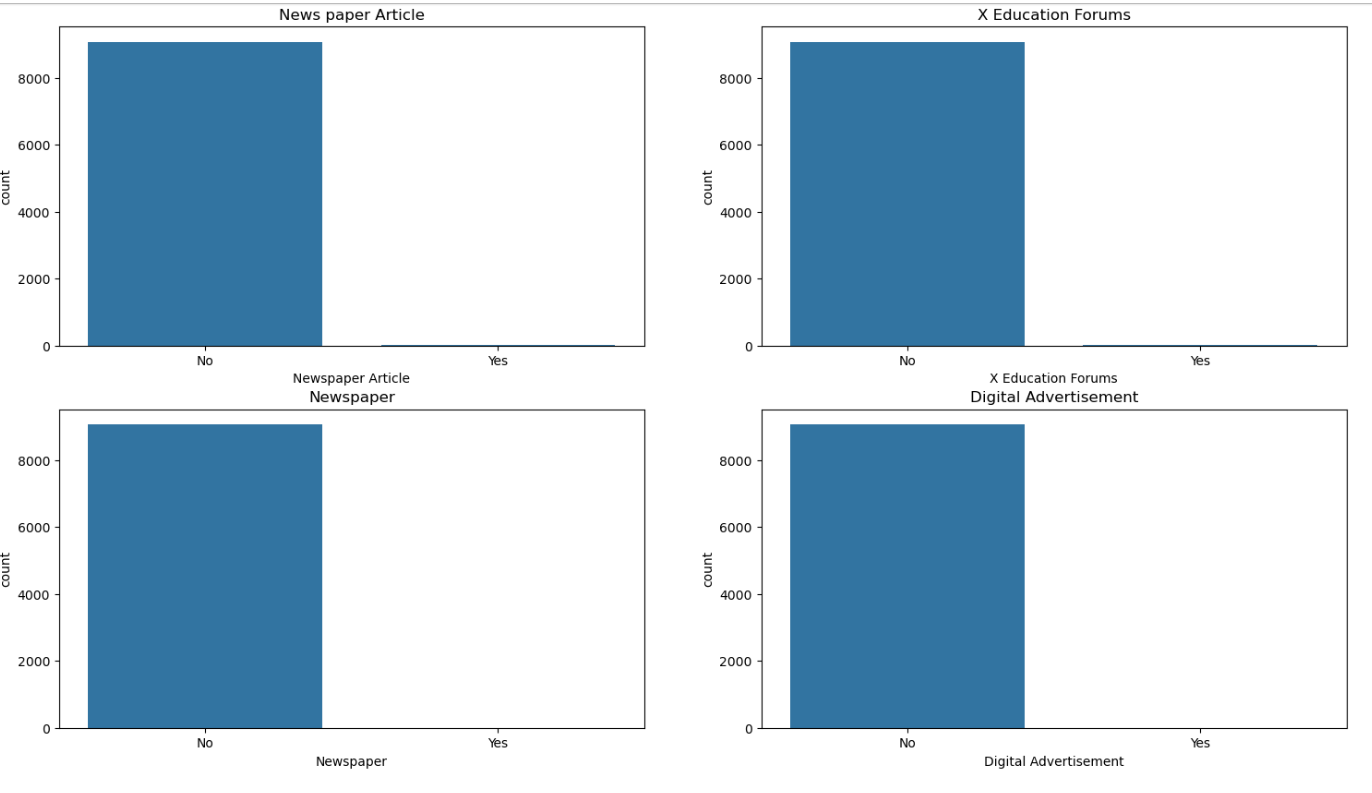 News paper Article
8000
6000
4000
2000
0
count
No
Yes
Newspaper Article
X Education Forums
8000
6000
4000
2000
0
count
No
Yes
X Education Forums
Newspaper
8000
6000
4000
2000
0
count
No
Yes
Newspaper
Digital Advertisement
8000
6000
4000
2000
0
count
No
Yes
Digital Advertisement